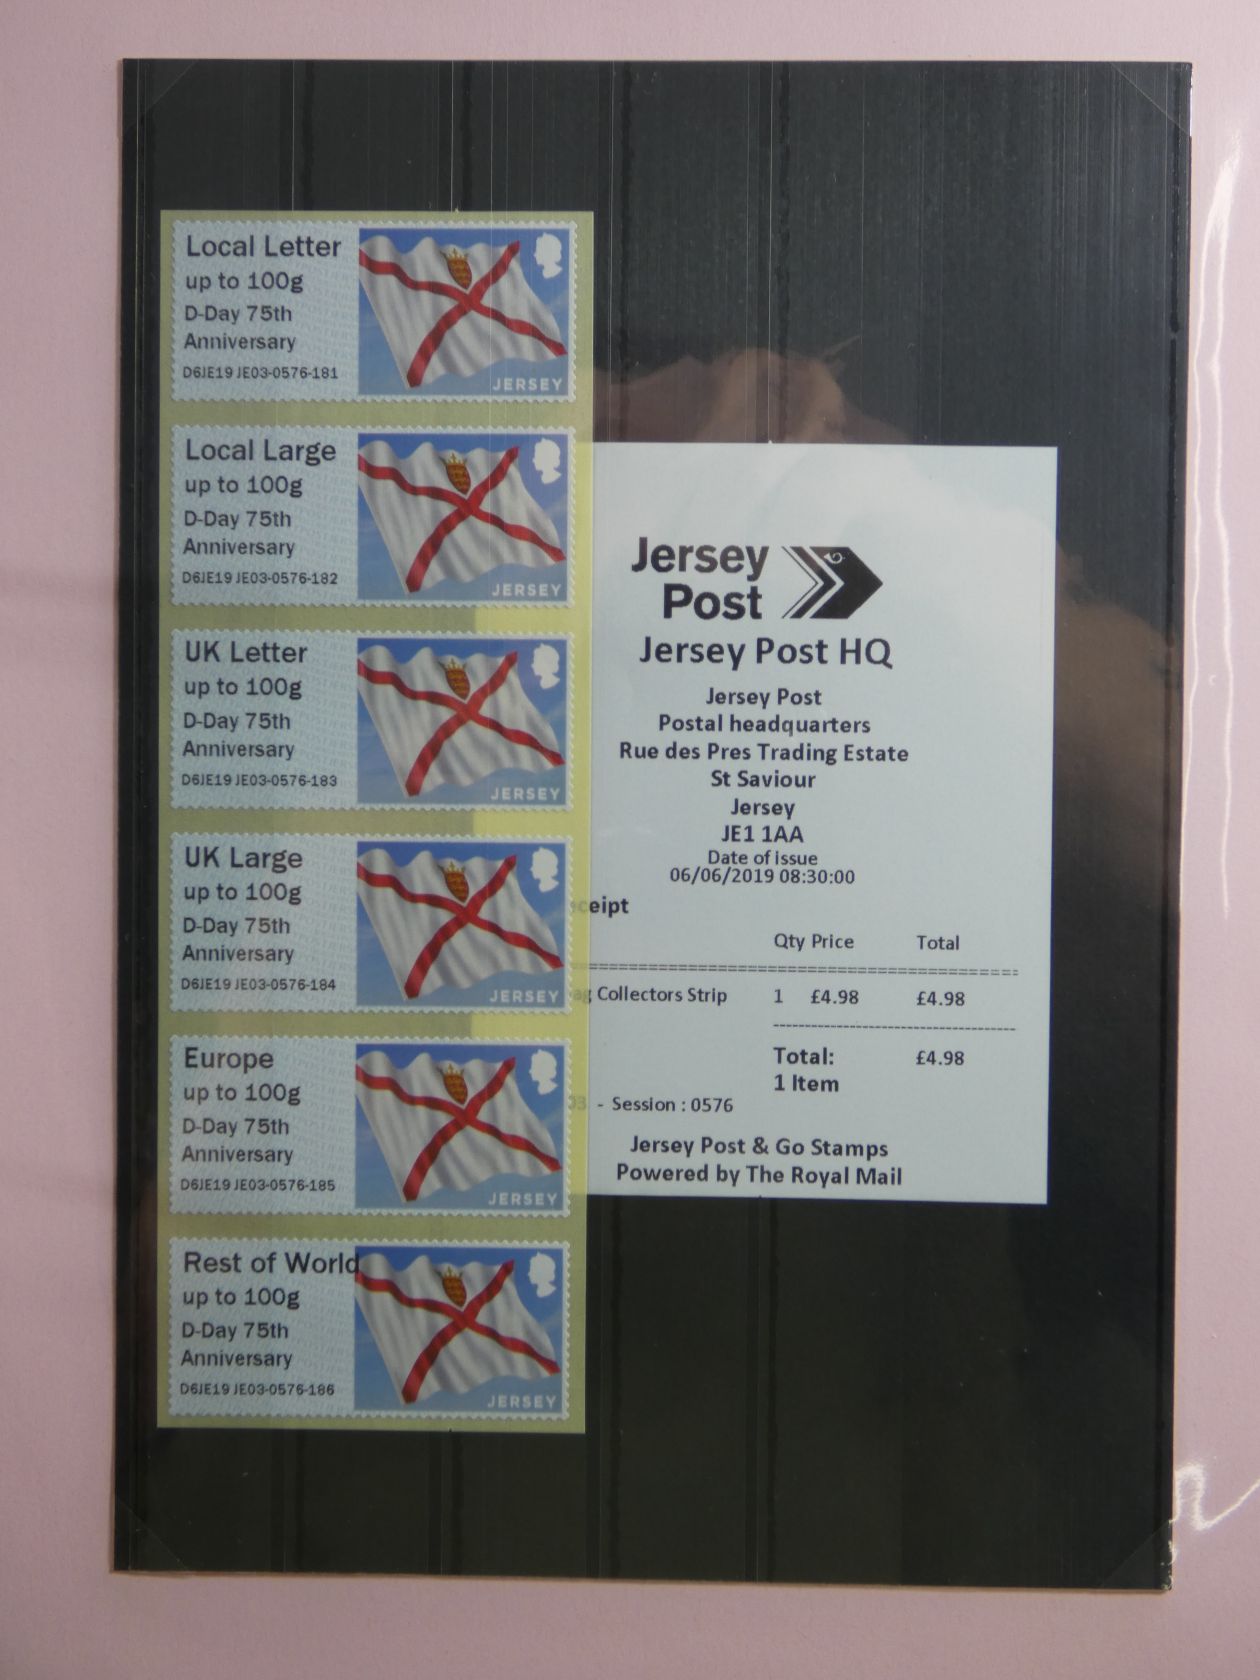 Local Letter
up to 100g
D-Day 75th
Anniversary
D6JE19 JE03-0576-181
JERSEY
Local Large
up to 100g
D-Day 75th
Anniversary
D6JE19 JE03-0576-182
JERSEY
UK Letter
up to 100g
D-Day 75th
Anniversary
D6JE19 JE03-0576-183
JERSEY
UK Large
up to 100g
D-Day 75th
Anniversary
D6JE19 JE03-0576-184
JERSEY
Europe
up to 100g
D-Day 75th
Anniversary
D6JE19 JE03-0576-185
JERSEY
Rest of World
up to 100g
D-Day 75th
Anniversary
D6JE19 JE03-0576-186
JERSEY
Jersey
Post
Jersey Post HQ
Jersey Post
Postal headquarters
Rue des Pres Trading Estate
St Saviour
Jersey
JE1 1AA
Date of issue
06/06/2019 08:30:00
ceipt
Qty Price Total
ag Collectors Strip 1 £4.98 £4.98
Total: £4.98
1 Item
03 - Session : 0576
Jersey Post & Go Stamps
Powered by The Royal Mail